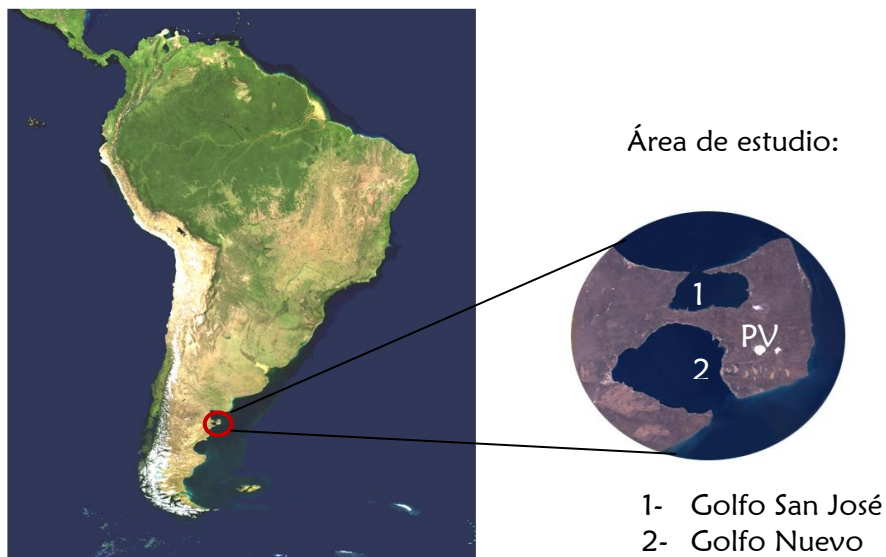 Área de estudio:
1
PV
2
1- Golfo San José
2- Golfo Nuevo